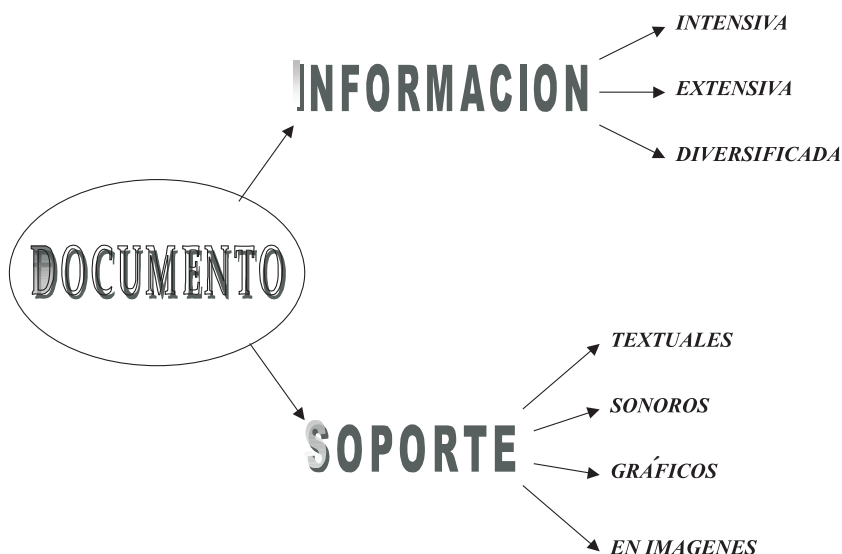 INTENSIVA
INFORMACION
EXTENSIVA
DIVERSIFICADA
DOCUMENTO
TEXTUALES
SONOROS
SOPORTE
GRÁFICOS
EN IMAGENES